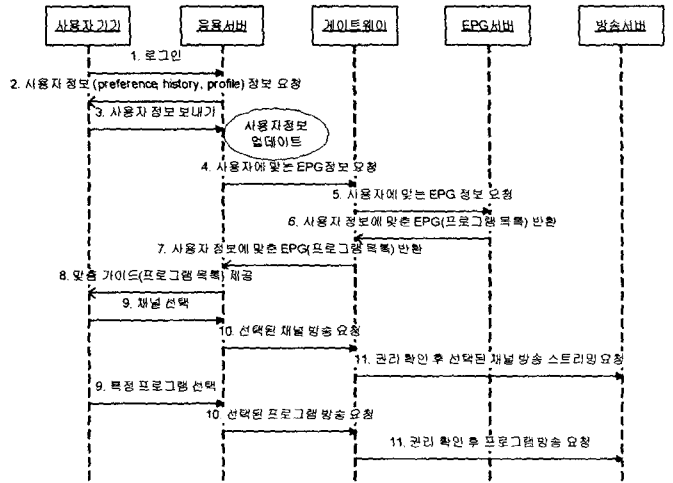 사용자기기 응용서버 게이트웨이 EPG서버 방송서버
1. 로그인
2. 사용자 정보 (preference, history, profile) 정보 요청
3. 사용자 정보 보내기
사용자정보
업데이트
4. 사용자에 맞는 EPG정보 요청
5. 사용자에 맞는 EPG 정보 요청
6. 사용자 정보에 맞춘 EPG(프로그램 목록) 반환
7. 사용자 정보에 맞춘 EPG(프로그램 목록) 반환
8. 맞춤 가이드(프로그램 목록) 제공
9. 채널 선택
10. 선택된 채널 방송 요청
11. 권리 확인 후 선택된 채널 방송 스트리밍 요청
9. 특정 프로그램 선택
10. 선택된 프로그램 방송 요청
11. 권리 확인 후 프로그램 방송 요청